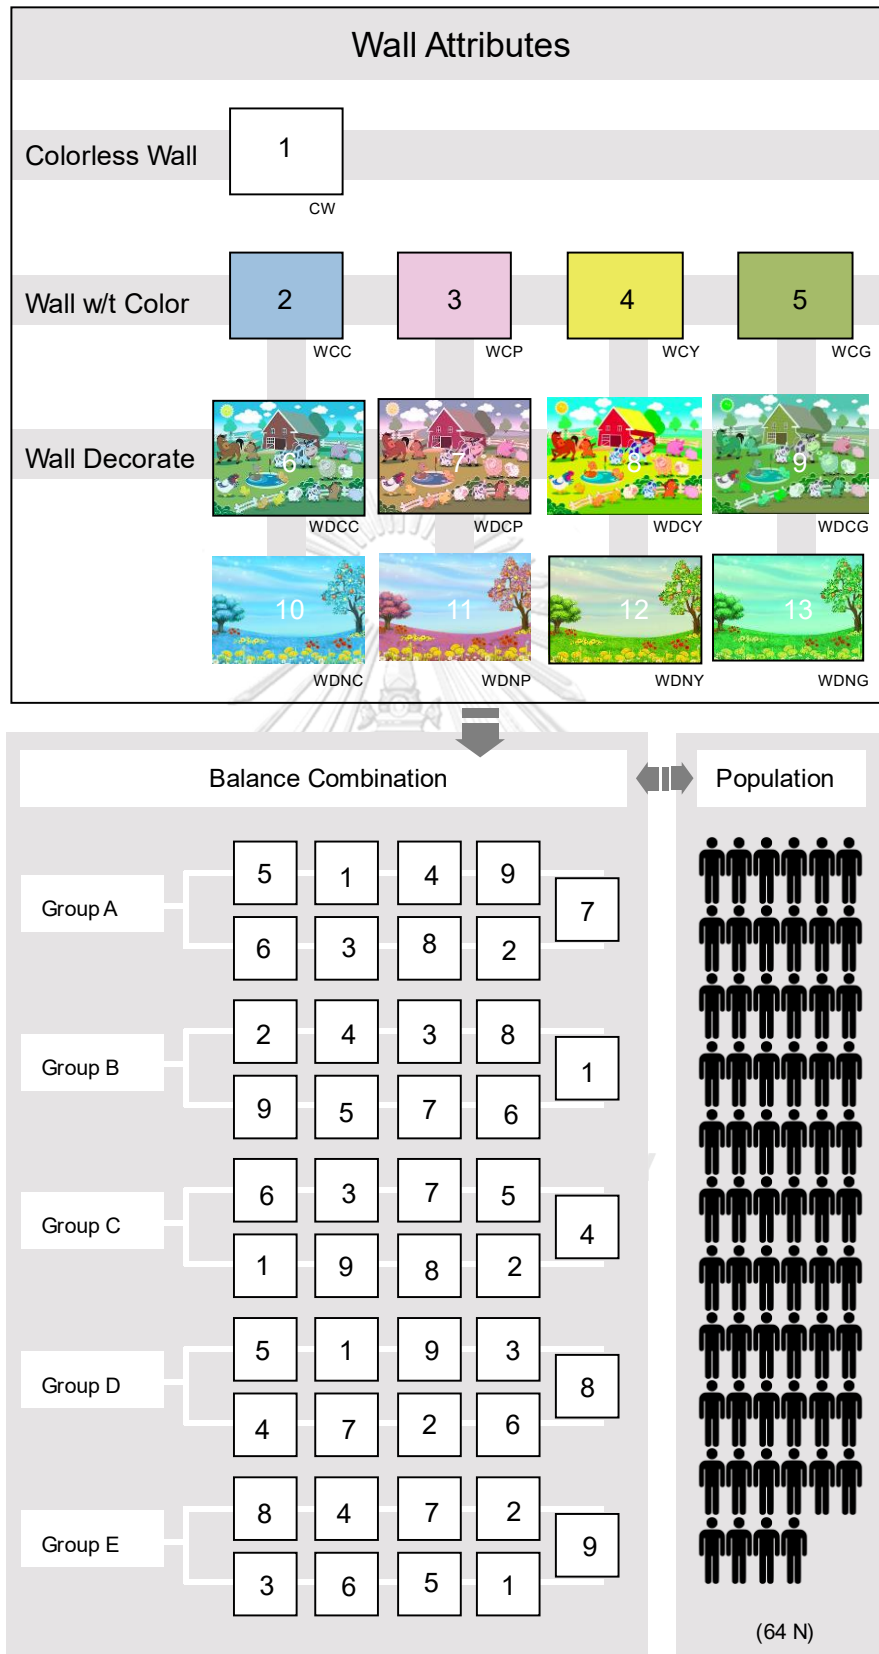 Wall Attributes
Colorless Wall
1
CW
Wall w/t Color
2 3 4 5
WCC WCP WCY WCG
Wall Decorate
6 7 8 9
WDCC WDCP WDCY WDCG
10 11 12 13
WDNC WDNP WDNY WDNG
Balance Combination
Population
Group A
5 1 4 9
7
6 3 8 2
Group B
2 4 3 8
1
9 5 7 6
Group C
6 3 7 5
4
1 9 8 2
Group D
5 1 9 3
8
4 7 2 6
Group E
8 4 7 2
9
3 6 5 1
(64 N)